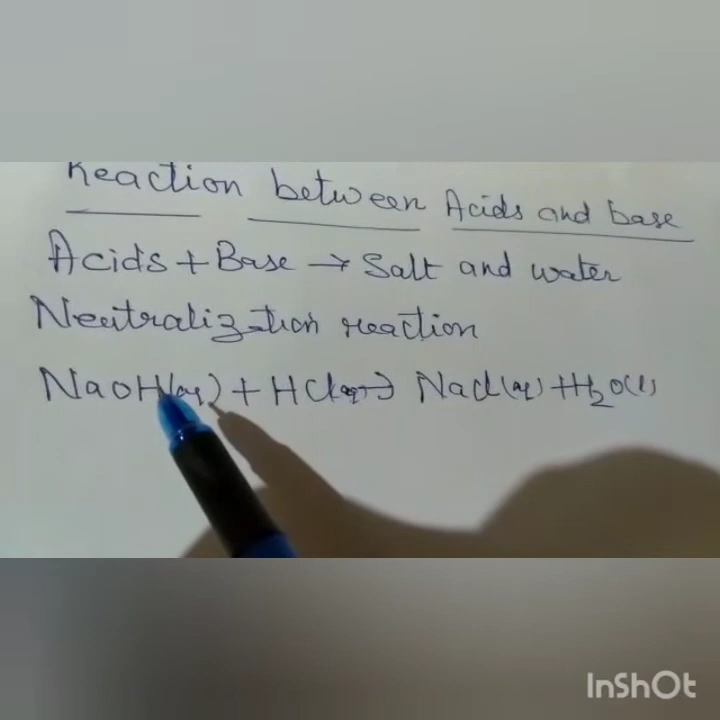 Reaction between Acids and base
Acids + Base → Salt and water
Neutralization reaction
NaOH(aq) + HCl(aq) → NaCl(aq) + H₂O(l)
InShOt